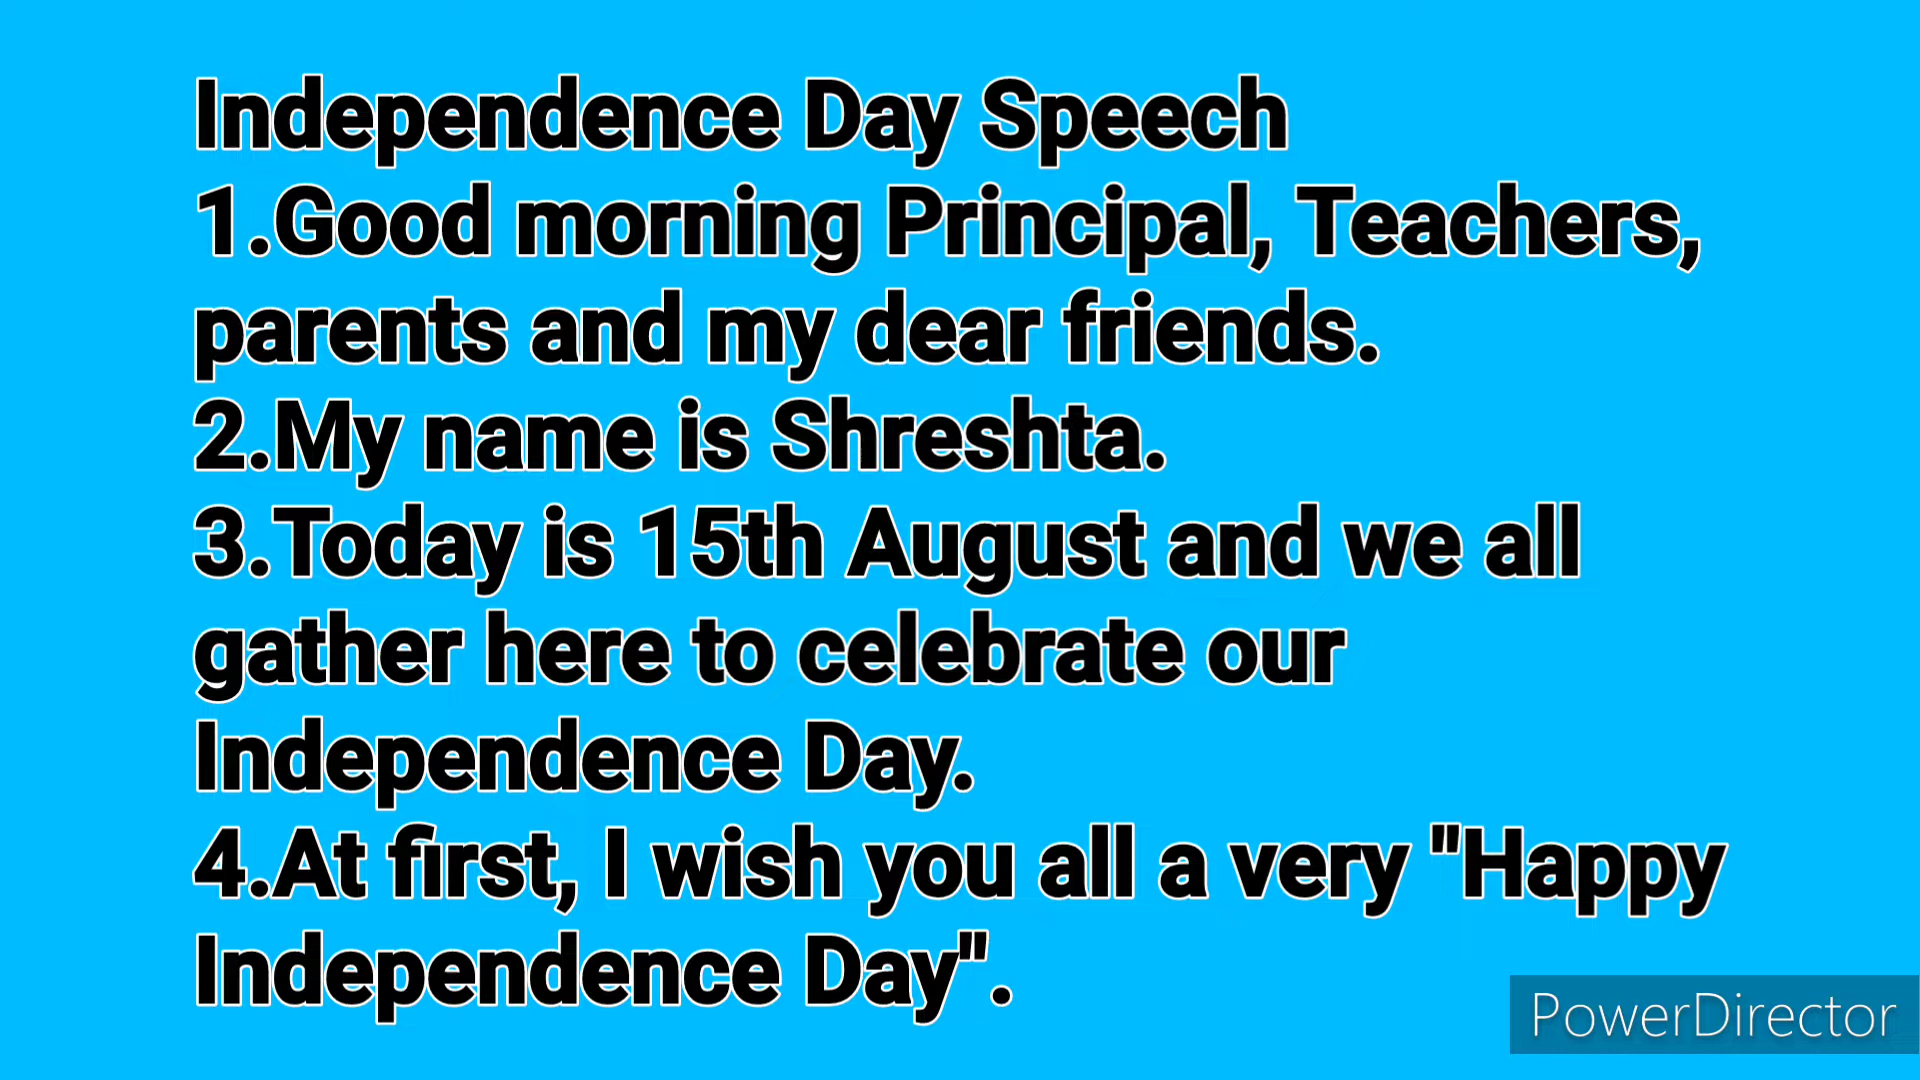 Independence Day Speech
1.Good morning Principal, Teachers,
parents and my dear friends.
2.My name is Shreshta.
3.Today is 15th August and we all
gather here to celebrate our
Independence Day.
4.At first, I wish you all a very "Happy
Independence Day".
PowerDirector